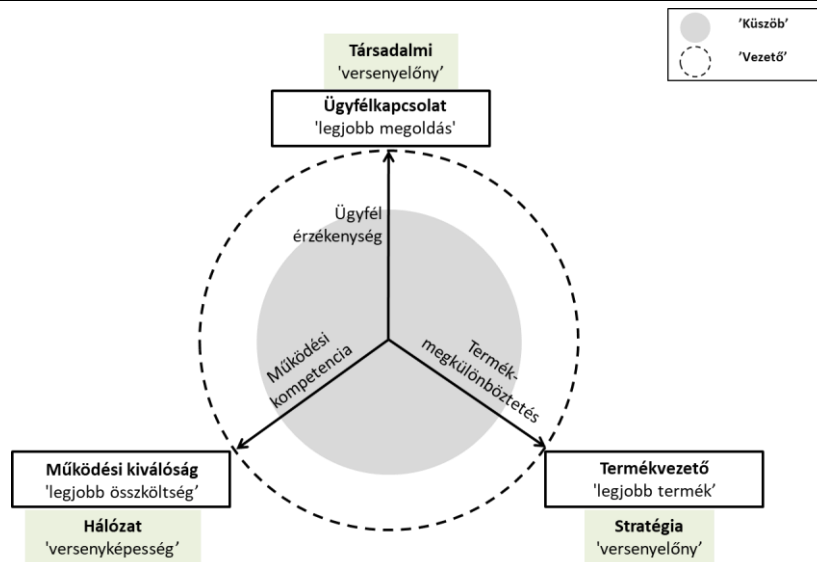 'Küszöb'
'Vezető'
Társadalmi
'versenyelőny'
Ügyfélkapcsolat
'legjobb megoldás'
Ügyfél
érzékenység
Működési
kompetencia
Termék-
megkülönböztetés
Működési kiválóság
'legjobb összköltség'
Hálózat
'versenyképesség'
Termékvezető
'legjobb termék'
Stratégia
'versenyelőny'